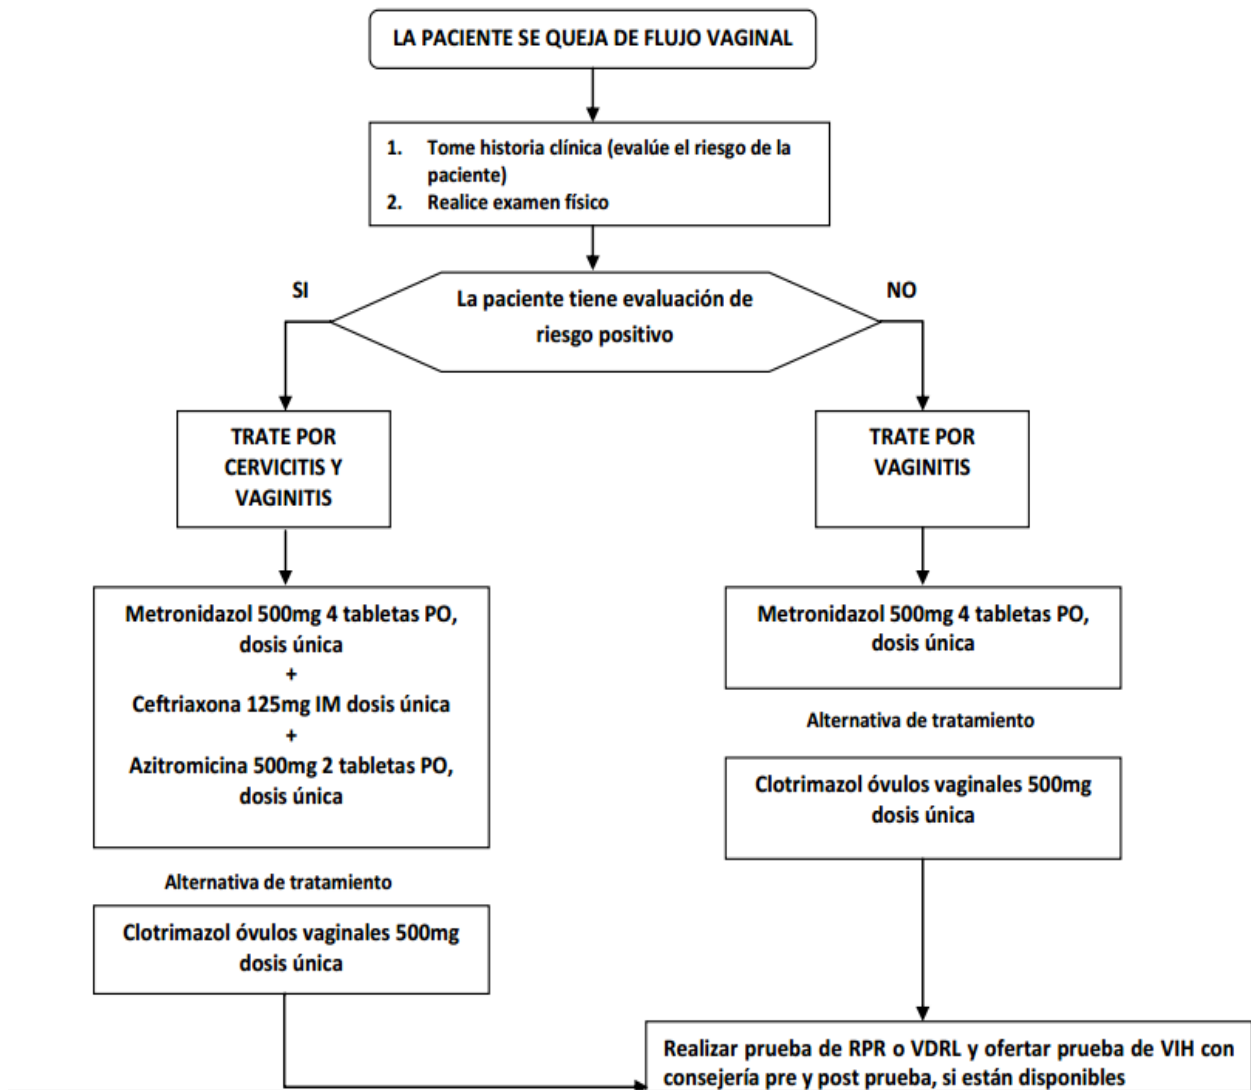 LA PACIENTE SE QUEJA DE FLUJO VAGINAL
1. Tome historia clínica (evalúe el riesgo de la
paciente)
2. Realice examen físico
SI
La paciente tiene evaluación de
riesgo positivo
NO
TRATE POR
CERVICITIS Y
VAGINITIS
TRATE POR
VAGINITIS
Metronidazol 500mg 4 tabletas PO,
dosis única
+
Ceftriaxona 125mg IM dosis única
+
Azitromicina 500mg 2 tabletas PO,
dosis única
Alternativa de tratamiento
Clotrimazol óvulos vaginales 500mg
dosis única
Metronidazol 500mg 4 tabletas PO,
dosis única
Alternativa de tratamiento
Clotrimazol óvulos vaginales 500mg
dosis única
Realizar prueba de RPR o VDRL y ofertar prueba de VIH con
consejería pre y post prueba, si están disponibles